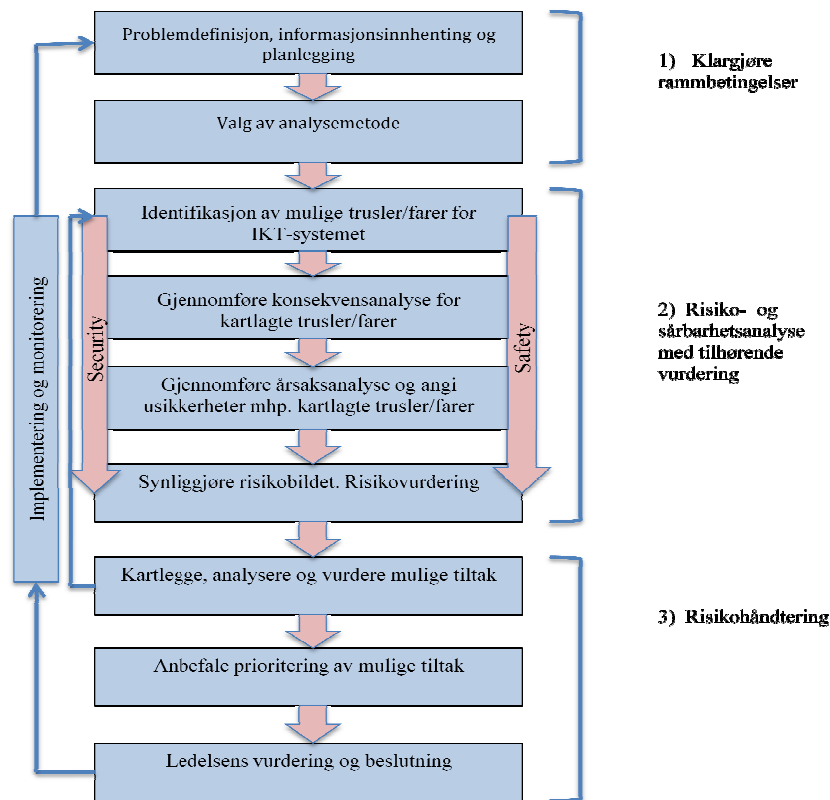 Problemdefinisjon, informasjonsinnhenting og
planlegging
1) Klargjøre
rammbetingelser
Valg av analysemetode
Identifikasjon av mulige trusler/farer for
IKT-systemet
Gjennomføre konsekvensanalyse for
kartlagte trusler/farer
Gjennomføre årsaksanalyse og angi
usikkerheter mhp. kartlagte trusler/farer
Synliggjøre risikobildet. Risikovurdering
Security
Safety
Implementering og monitorering
2) Risiko- og
sårbarhetsanalyse
med tilhørende
vurdering
Kartlegge, analysere og vurdere mulige tiltak
Anbefale prioritering av mulige tiltak
Ledelsens vurdering og beslutning
3) Risikohåndtering